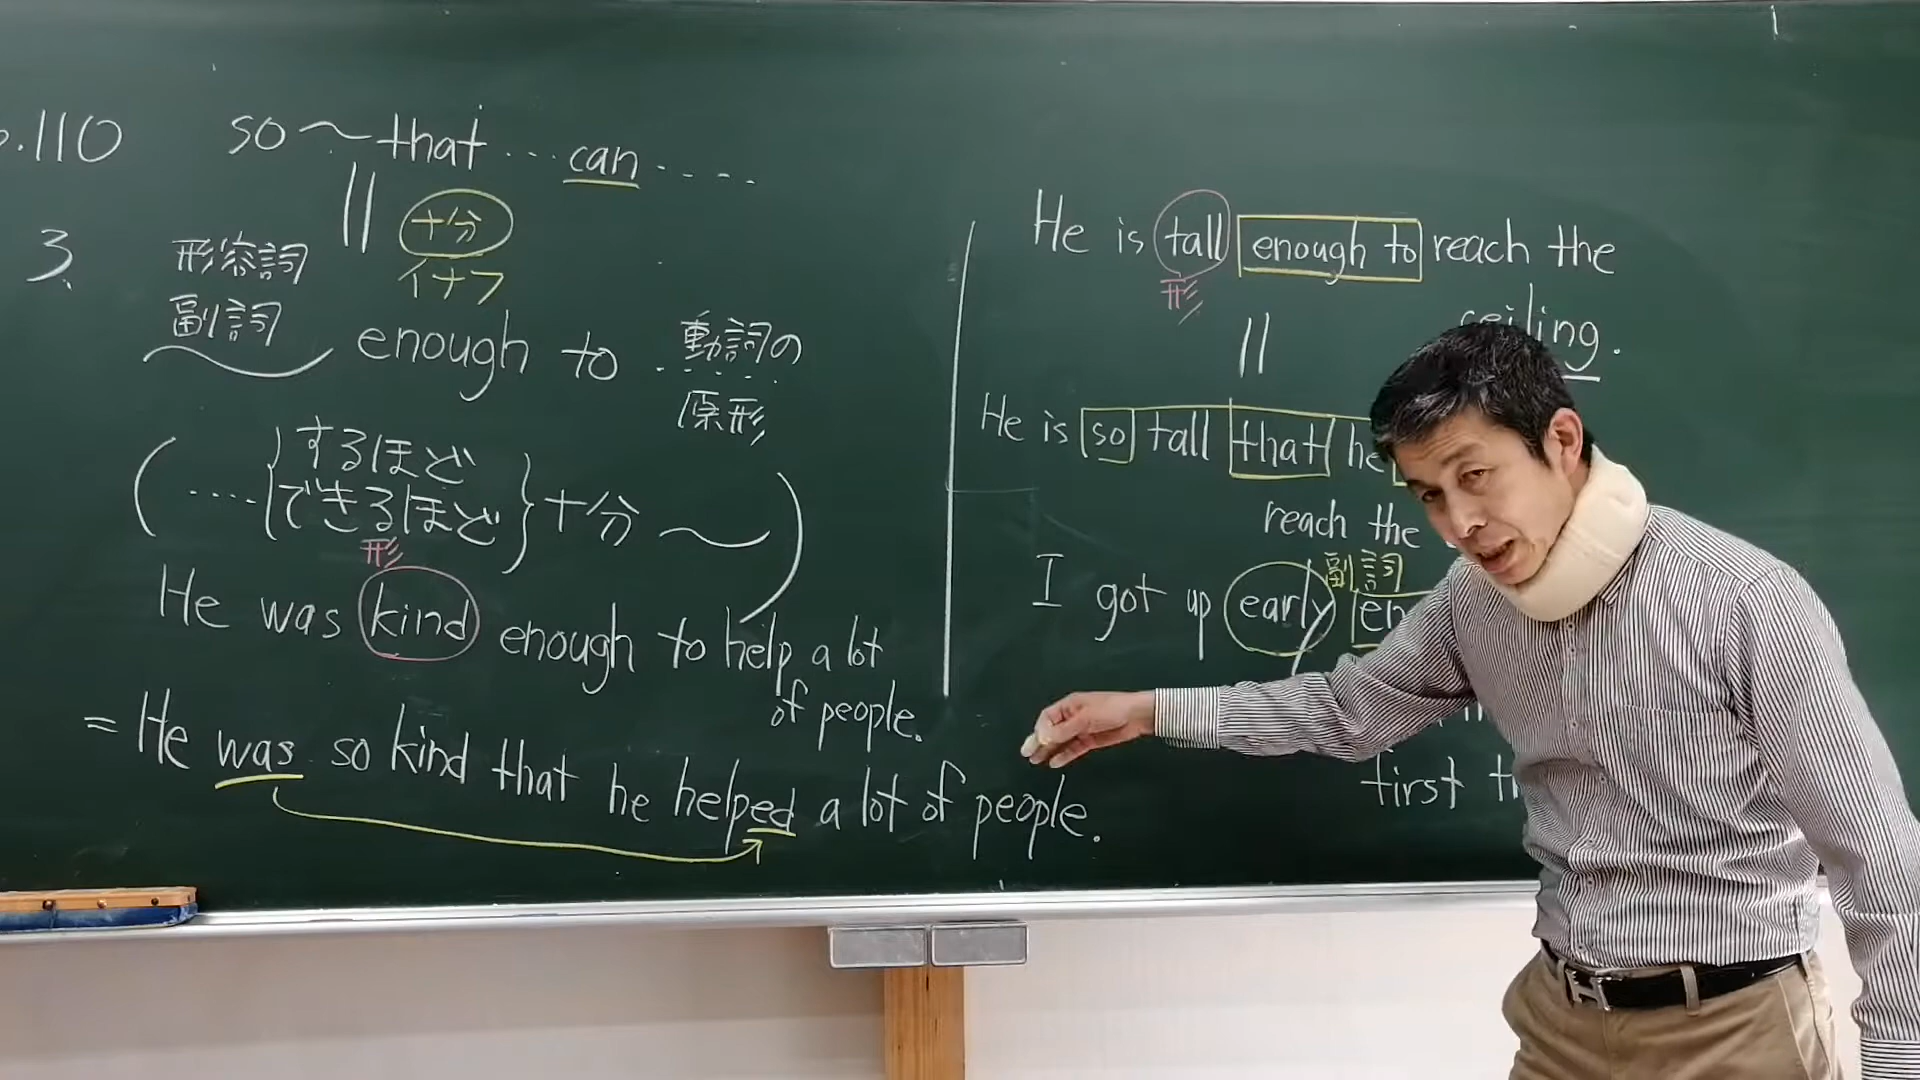 p.110 so～that...can.....
||
十分
イナフ
3.
形容詞
副詞
～ enough to ..... 動詞の
原形
(.....{するほど
できるほど}十分～)
形
He was kind enough to help a lot
of people.
= He was so kind that he helped a lot of people.
He is tall enough to reach the
形
ceiling.
||
He is so tall that he
reach the
副詞
I got up early en
first